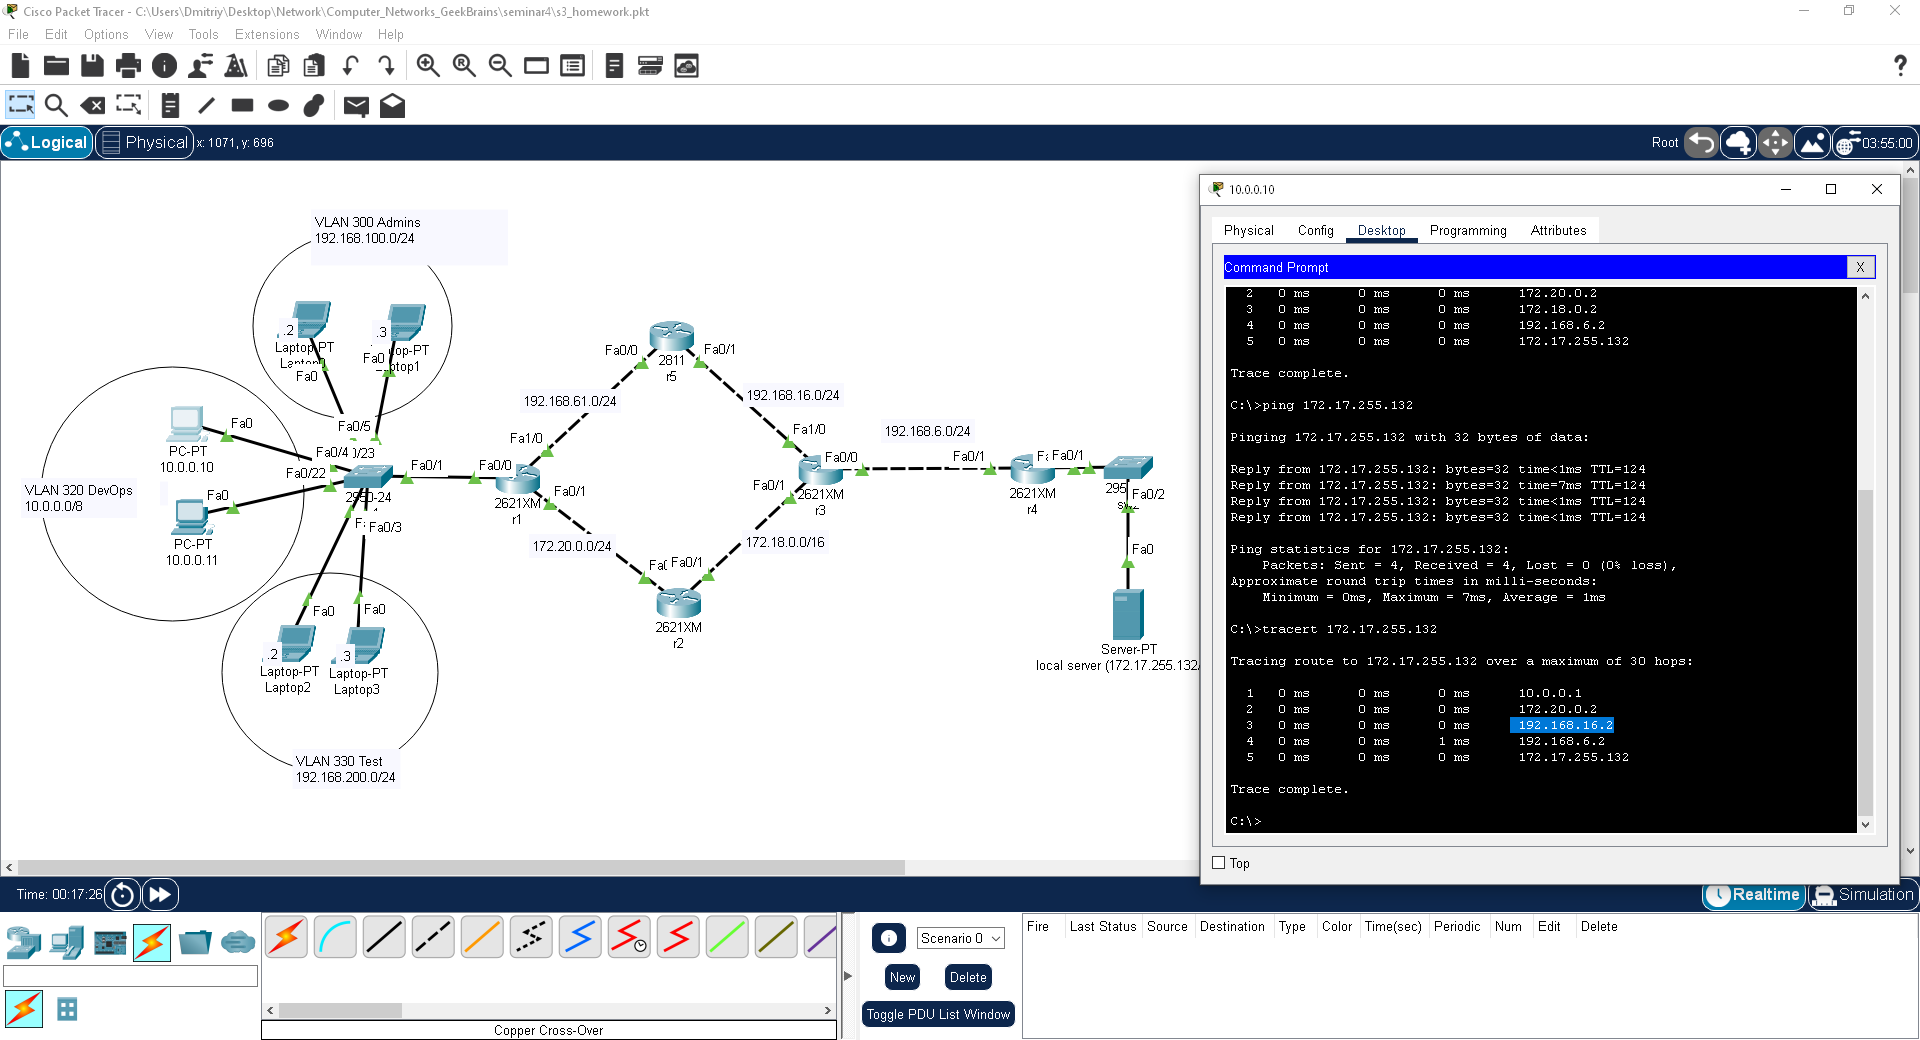 Cisco Packet Tracer - C:\Users\Dmitriy\Desktop\Network\Computer_Networks_GeekBrains\seminar4\s3_homework.pkt
File Edit Options View Tools Extensions Window Help
Logical Physical x: 1071, y: 696
Root 03:55:00
VLAN 300 Admins
192.168.100.0/24
.2
Laptop-PT
Fa0
.3
Fa0
Fa0
PC-PT
10.0.0.10
VLAN 320 DevOps
10.0.0.0/8
Fa0
PC-PT
10.0.0.11
Fa0/5
Fa0/4
Fa0/22
Fa0/1
Fa0/3
Fa0
Fa0
.2
Laptop-PT
Laptop2
.3
Laptop-PT
Laptop3
VLAN 330 Test
192.168.200.0/24
Fa0/0
Fa1/0
Fa0/1
2621XM
r1
192.168.61.0/24
Fa0/0
Fa0/1
2811
r5
192.168.16.0/24
172.20.0.0/24
Fa0/1
2621XM
r2
172.18.0.0/16
Fa1/0
Fa0/0
Fa0/1
2621XM
r3
192.168.6.0/24
Fa0/1
Fa0/1
2621XM
r4
Fa0/2
Fa0
Server-PT
local server (172.17.255.132/
10.0.0.10
Physical Config Desktop Programming Attributes
Command Prompt X
2 0 ms 0 ms 0 ms 172.20.0.2
3 0 ms 0 ms 0 ms 172.18.0.2
4 0 ms 0 ms 0 ms 192.168.6.2
5 0 ms 0 ms 0 ms 172.17.255.132
Trace complete.
C:\>ping 172.17.255.132
Pinging 172.17.255.132 with 32 bytes of data:
Reply from 172.17.255.132: bytes=32 time<1ms TTL=124
Reply from 172.17.255.132: bytes=32 time=7ms TTL=124
Reply from 172.17.255.132: bytes=32 time<1ms TTL=124
Reply from 172.17.255.132: bytes=32 time<1ms TTL=124
Ping statistics for 172.17.255.132:
Packets: Sent = 4, Received = 4, Lost = 0 (0% loss),
Approximate round trip times in milli-seconds:
Minimum = 0ms, Maximum = 7ms, Average = 1ms
C:\>tracert 172.17.255.132
Tracing route to 172.17.255.132 over a maximum of 30 hops:
1 0 ms 0 ms 0 ms 10.0.0.1
2 0 ms 0 ms 0 ms 172.20.0.2
3 0 ms 0 ms 0 ms 192.168.16.2
4 0 ms 0 ms 1 ms 192.168.6.2
5 0 ms 0 ms 0 ms 172.17.255.132
Trace complete.
C:\>
Top
Time: 00:17:26
Realtime Simulation
Scenario 0
New Delete
Toggle PDU List Window
Fire Last Status Source Destination Type Color Time(sec) Periodic Num Edit Delete
Copper Cross-Over